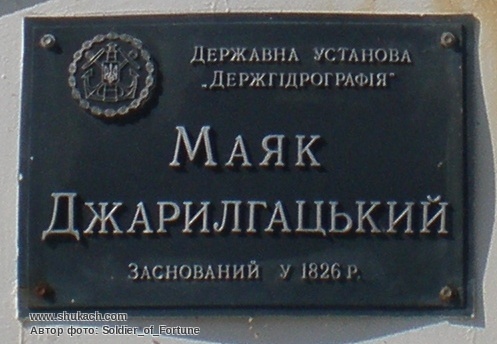 ДЕРЖАВНА УСТАНОВА
„ДЕРЖГІДРОГРАФІЯ"
МАЯК
ДЖАРИЛГАЦЬКИЙ
ЗАСНОВАНИЙ У 1826 Р.
www.shukach.com
Автор фото: Soldier_of_Fortune